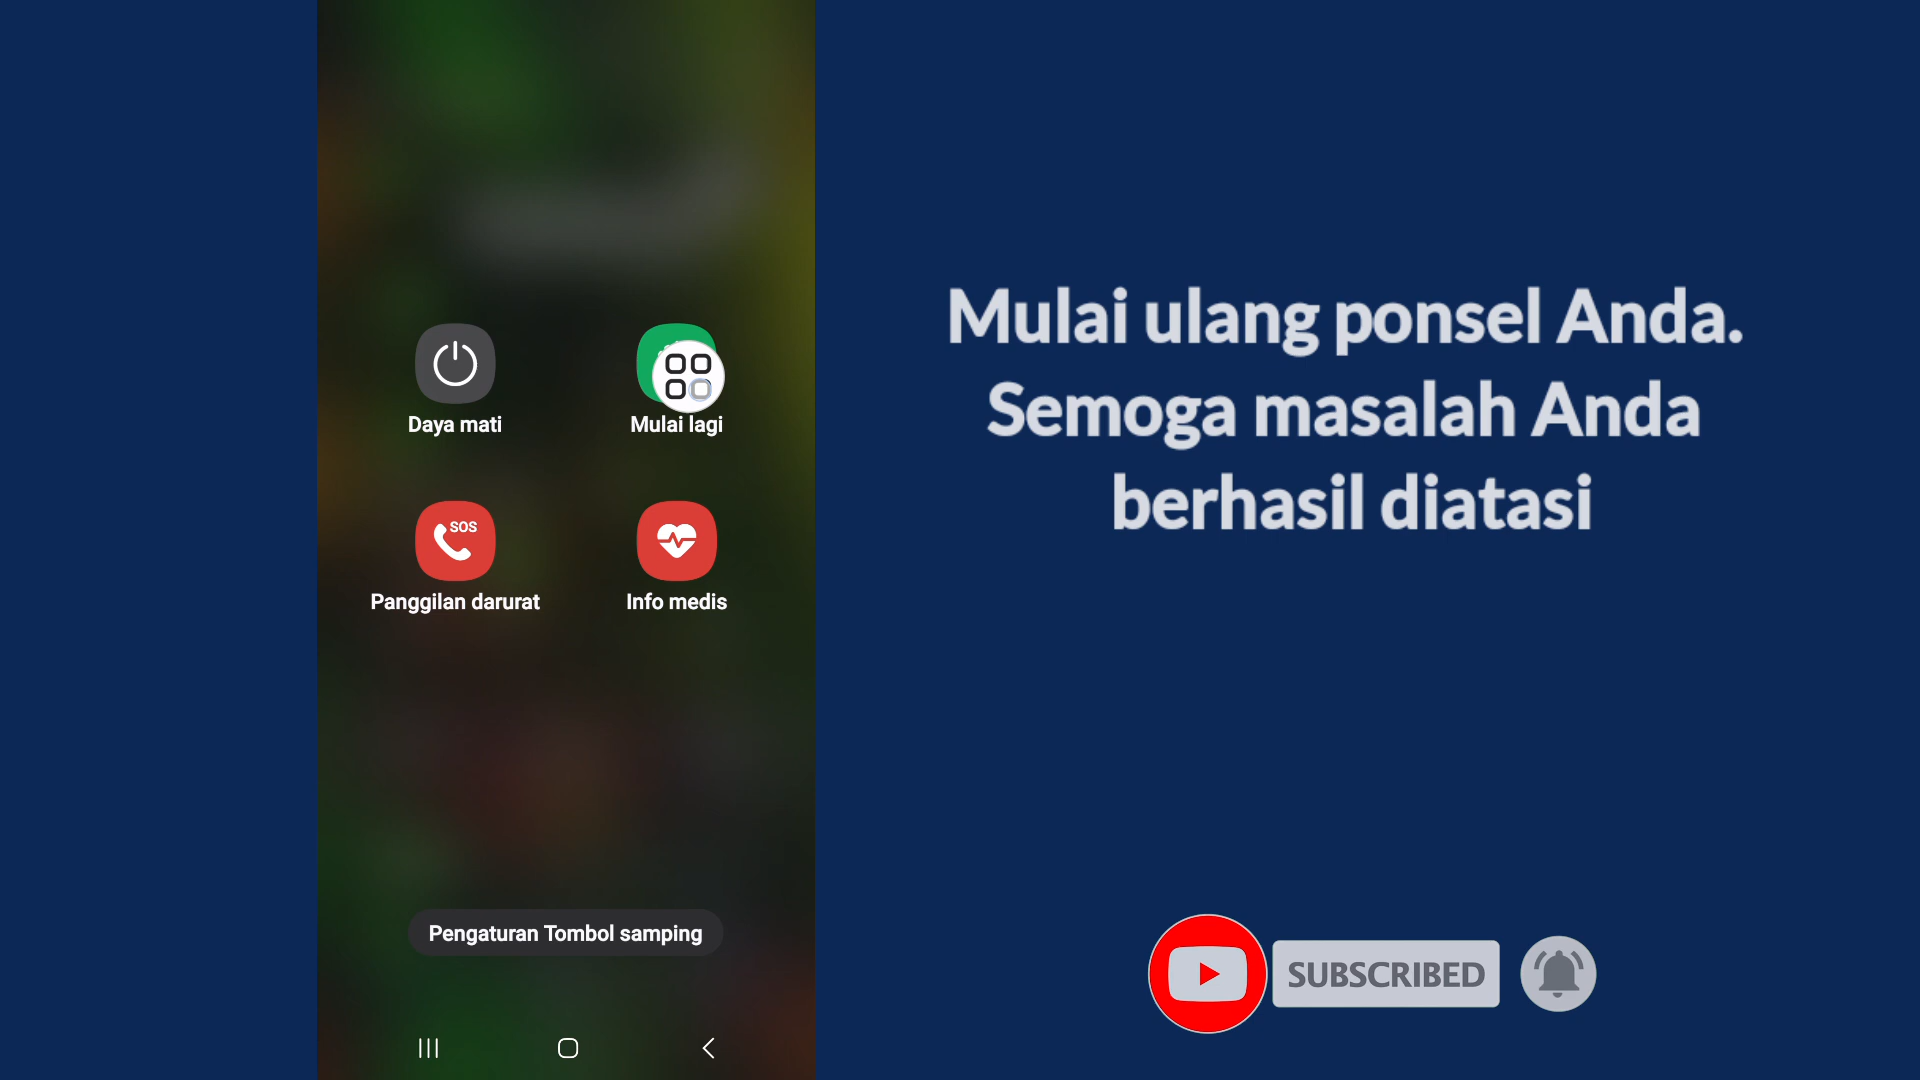 Daya mati
Mulai lagi
SOS
Panggilan darurat
Info medis
Pengaturan Tombol samping
Mulai ulang ponsel Anda.
Semoga masalah Anda
berhasil diatasi
SUBSCRIBED